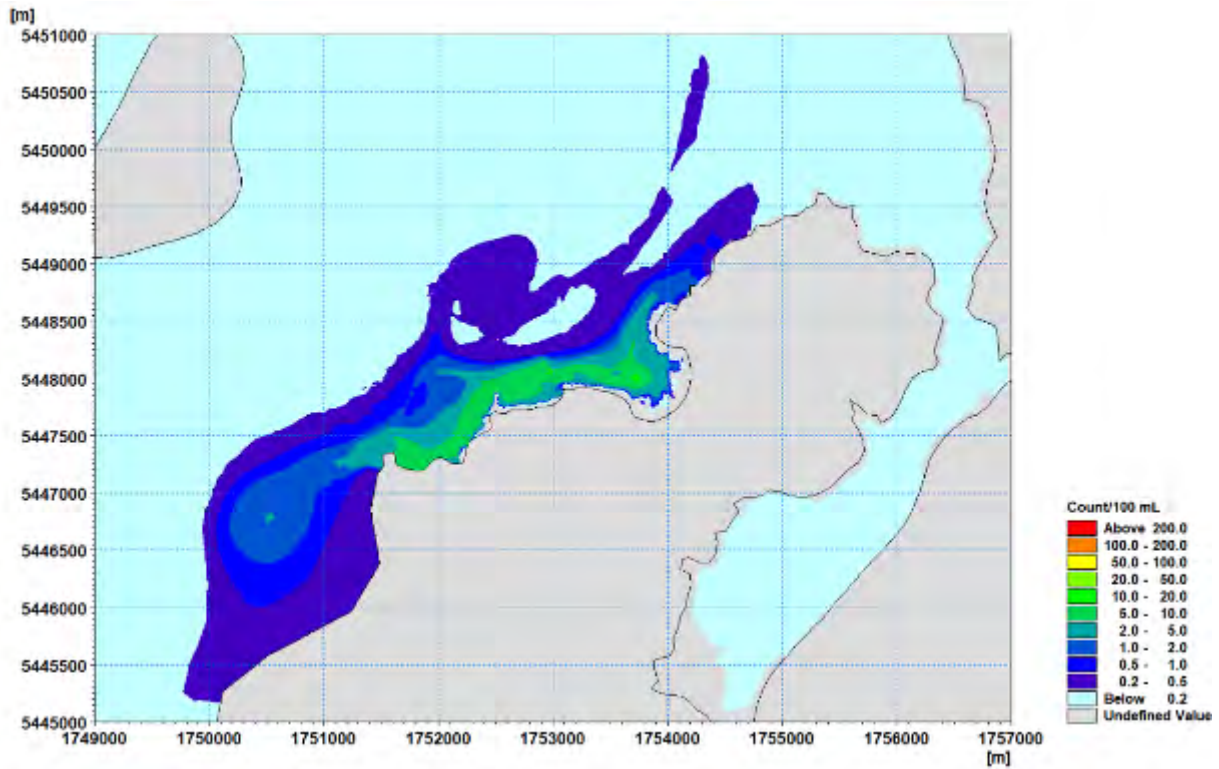 [m]
5451000
5450500
5450000
5449500
5449000
5448500
5448000
5447500
5447000
5446500
5446000
5445500
5445000
1749000 1750000 1751000 1752000 1753000 1754000 1755000 1756000 1757000
[m]
Count/100 mL
Above 200.0
100.0 - 200.0
50.0 - 100.0
20.0 - 50.0
10.0 - 20.0
5.0 - 10.0
2.0 - 5.0
1.0 - 2.0
0.5 - 1.0
0.2 - 0.5
Below 0.2
Undefined Value